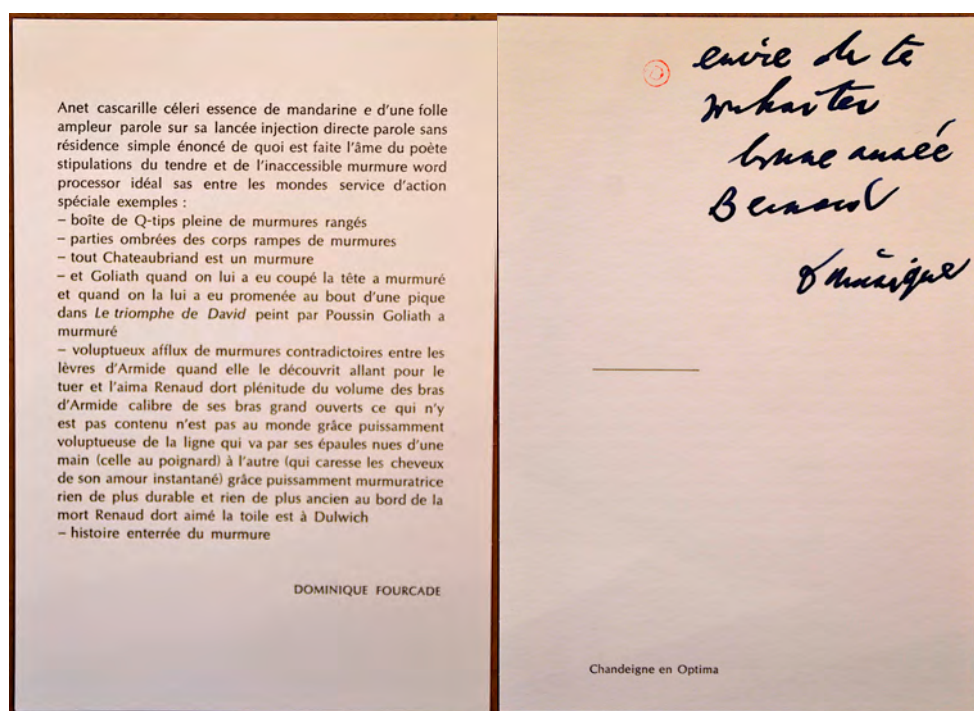 Anet cascarille céleri essence de mandarine e d'une folle
ampleur parole sur sa lancée injection directe parole sans
résidence simple énoncé de quoi est faite l'âme du poète
stipulations du tendre et de l'inaccessible murmure word
processor idéal sas entre les mondes service d'action
spéciale exemples :
– boîte de Q-tips pleine de murmures rangés
– parties ombrées des corps rampes de murmures
– tout Chateaubriand est un murmure
– et Goliath quand on lui a eu coupé la tête a murmuré
et quand on la lui a eu promenée au bout d'une pique
dans Le triomphe de David peint par Poussin Goliath a
murmuré
– voluptueux afflux de murmures contradictoires entre les
lèvres d'Armide quand elle le découvrit allant pour le
tuer et l'aima Renaud dort plénitude du volume des bras
d'Armide calibre de ses bras grand ouverts ce qui n'y
est pas contenu n'est pas au monde grâce puissamment
voluptueuse de la ligne qui va par ses épaules nues d'une
main (celle au poignard) à l'autre (qui caresse les cheveux
de son amour instantané) grâce puissamment murmuratrice
rien de plus durable et rien de plus ancien au bord de la
mort Renaud dort aimé la toile est à Dulwich
– histoire enterrée du murmure
DOMINIQUE FOURCADE
envie de te
souhaiter
bonne année
Bernard
Dominique
Chandeigne en Optima